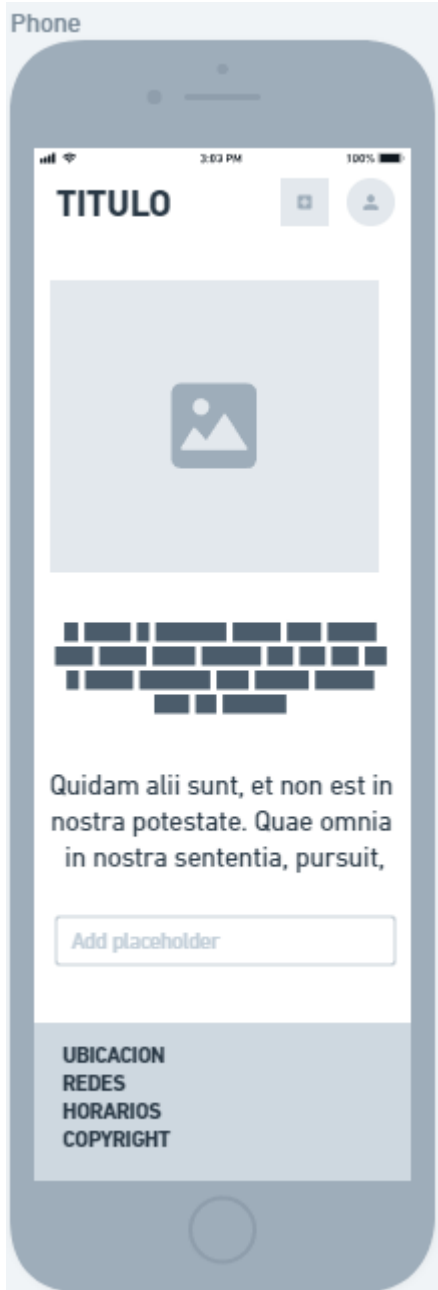 Phone
3:03 PM
100%
TITULO
Quidam alii sunt, et non est in
nostra potestate. Quae omnia
in nostra sententia, pursuit,
Add placeholder
UBICACION
REDES
HORARIOS
COPYRIGHT